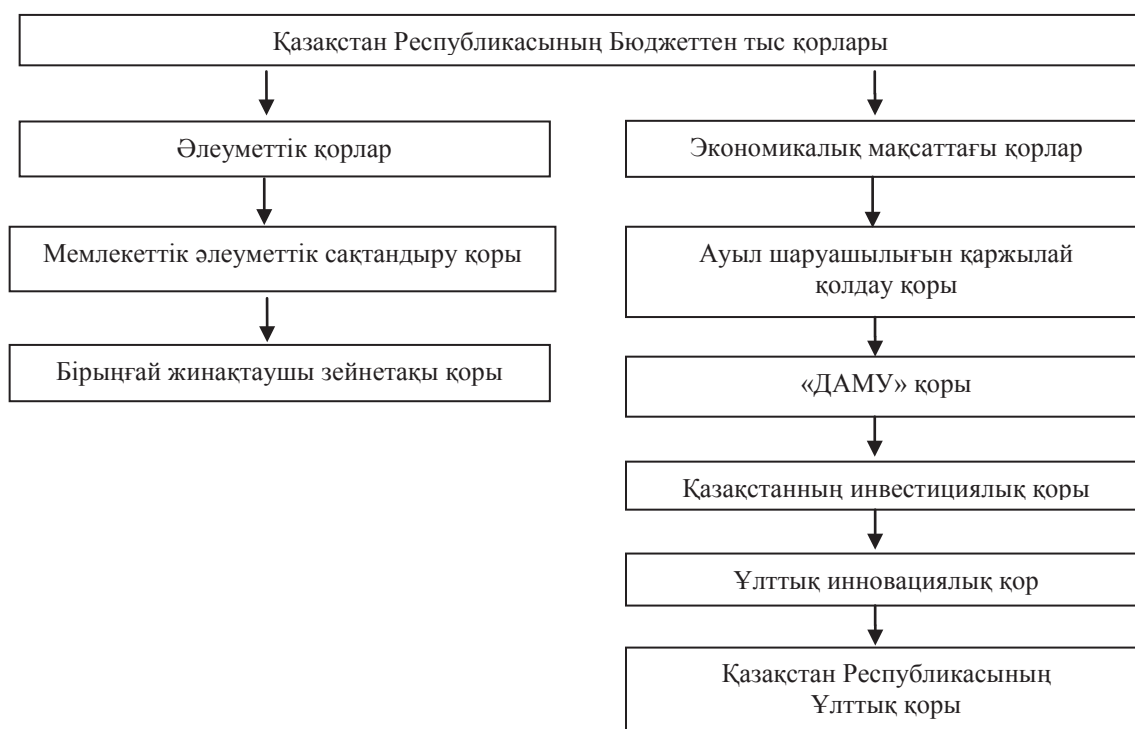 Қазақстан Республикасының Бюджеттен тыс қорлары
Әлеуметтік қорлар
Мемлекеттік әлеуметтік сақтандыру қоры
Бірыңғай жинақтаушы зейнетақы қоры
Экономикалық мақсаттағы қорлар
Ауыл шаруашылығын қаржылай
қолдау қоры
«ДАМУ» қоры
Қазақстанның инвестициялық қоры
Ұлттық инновациялық қор
Қазақстан Республикасының
Ұлттық қоры